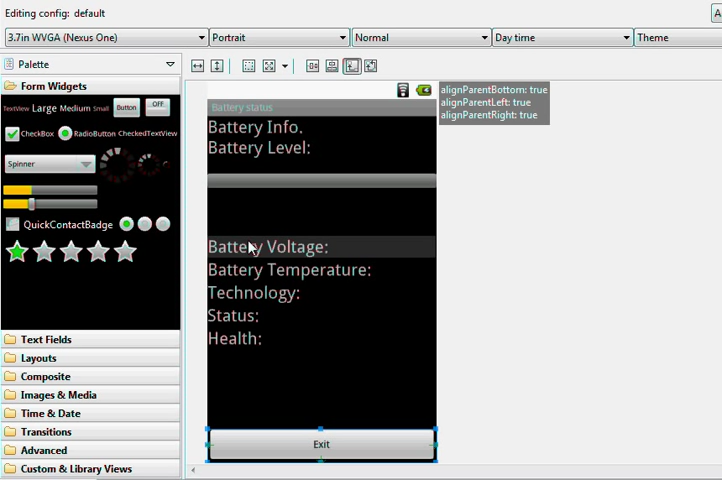 Editing config: default
A
3.7in WVGA (Nexus One) Portrait Normal Day time Theme
Palette
Form Widgets
TextView Large Medium Small Button OFF
CheckBox RadioButton CheckedTextView
Spinner
QuickContactBadge
Text Fields
Layouts
Composite
Images & Media
Time & Date
Transitions
Advanced
Custom & Library Views
Battery status
Battery Info.
Battery Level:
Battery Voltage:
Battery Temperature:
Technology:
Status:
Health:
Exit
alignParentBottom: true
alignParentLeft: true
alignParentRight: true